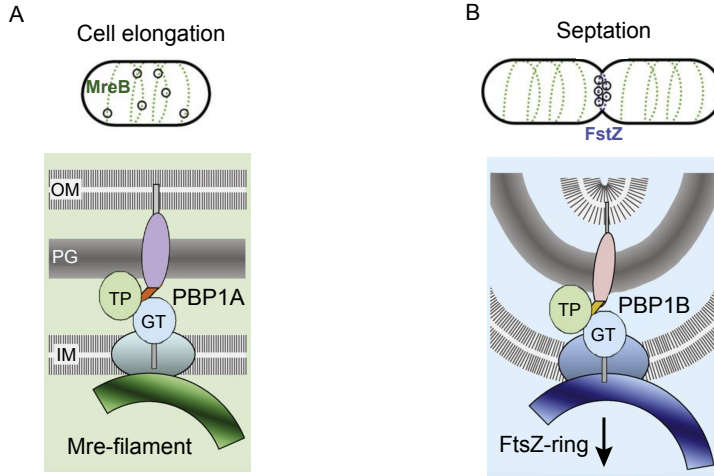 A
Cell elongation
MreB
OM
PG
TP
PBP1A
GT
IM
Mre-filament
B
Septation
FstZ
TP
PBP1B
GT
FtsZ-ring